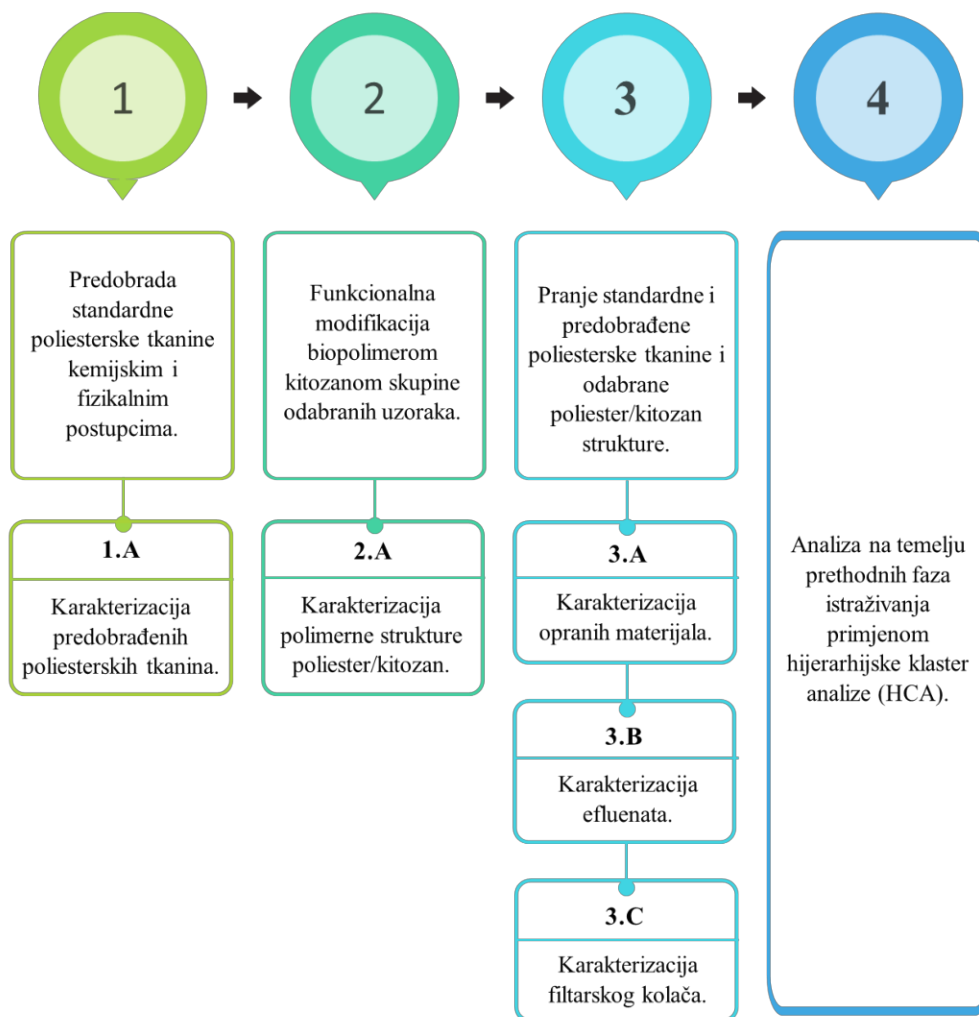 1
2
3
4
Predobrada
standardne
poliesterske tkanine
kemijskim i
fizikalnim
postupcima.
1.A
Karakterizacija
predobrađenih
poliesterskih tkanina.
Funkcionalna
modifikacija
biopolimerom
kitozanom skupine
odabranih uzoraka.
2.A
Karakterizacija
polimerne strukture
poliester/kitozan.
Pranje standardne i
predobrađene
poliesterske tkanine i
odabrane
poliester/kitozan
strukture.
3.A
Karakterizacija
opranih materijala.
3.B
Karakterizacija
efluenata.
3.C
Karakterizacija
filtarskog kolača.
Analiza na temelju
prethodnih faza
istraživanja
primjenom
hijerarhijske klaster
analize (HCA).